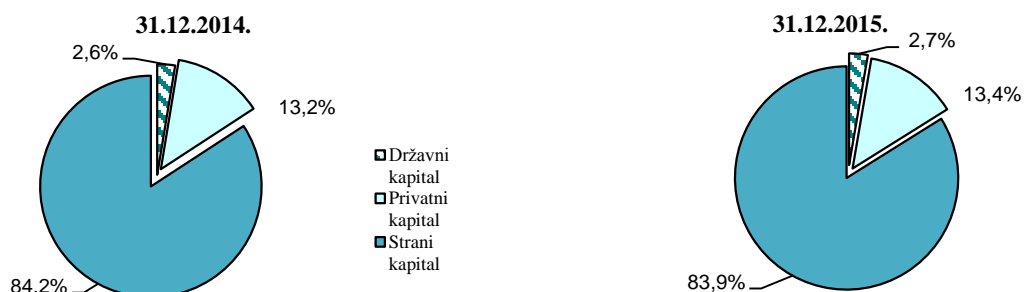 31.12.2014.
2,6%
13,2%
84,2%
Državni
kapital
Privatni
kapital
Strani
kapital
31.12.2015.
2,7%
13,4%
83,9%